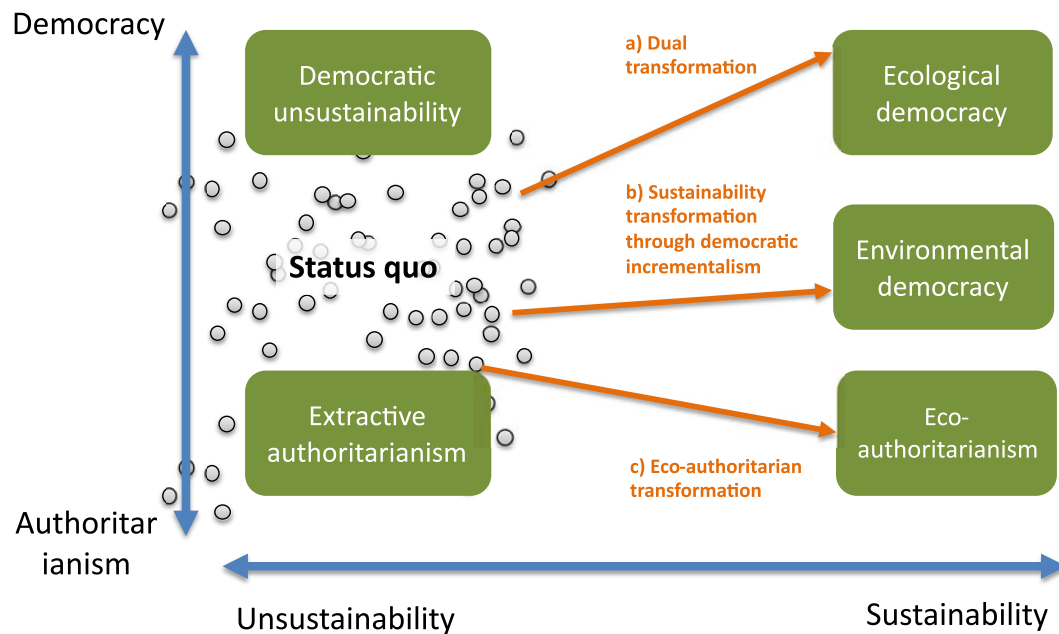 Democracy
Democratic
unsustainability
a) Dual
transformation
Ecological
democracy
b) Sustainability
transformation
through democratic
incrementalism
Environmental
democracy
Status quo
Extractive
authoritarianism
Eco-
authoritarianism
c) Eco-authoritarian
transformation
Authoritar
ianism
Unsustainability
Sustainability